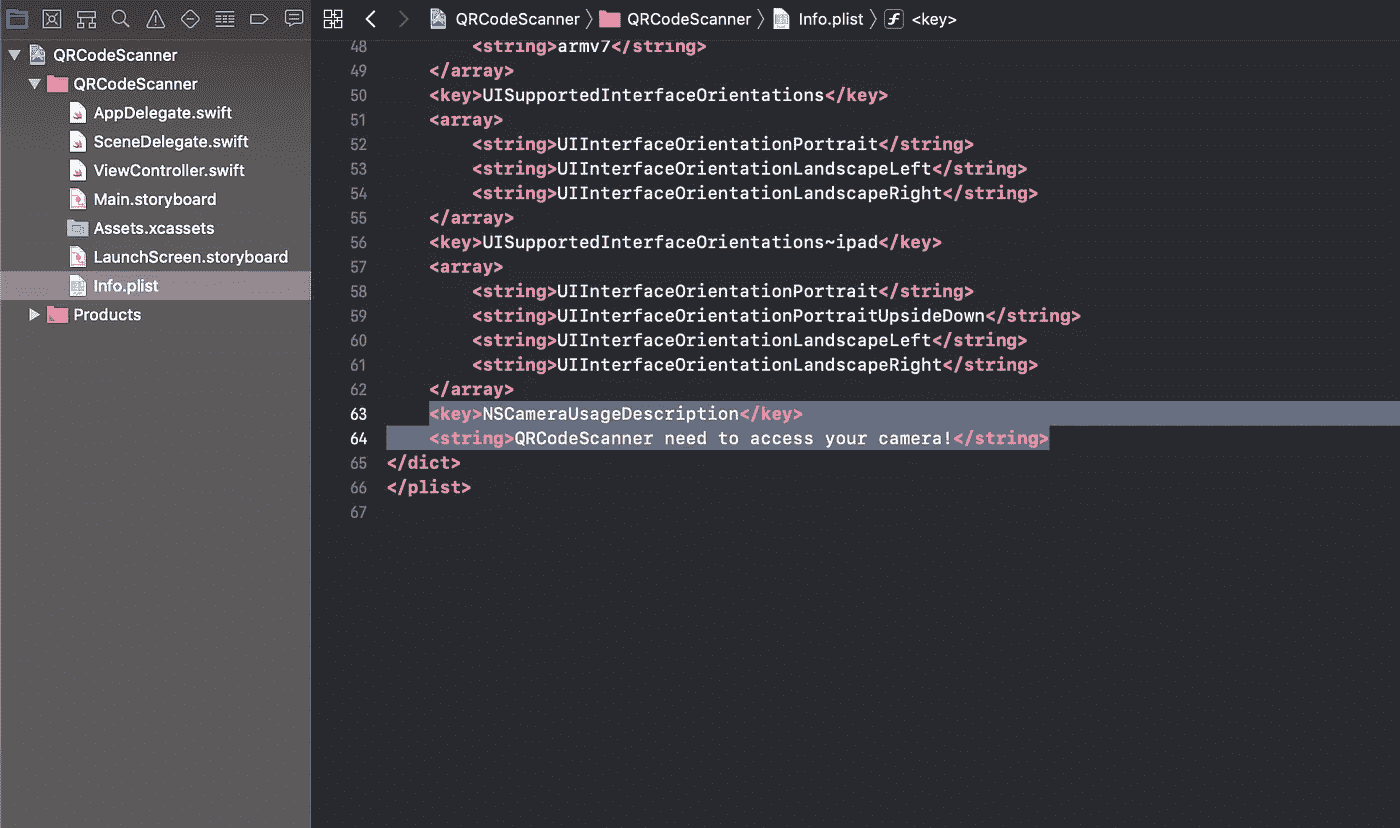 QRCodeScanner 〉 QRCodeScanner 〉 Info.plist 〉 <key>
QRCodeScanner
QRCodeScanner
AppDelegate.swift
SceneDelegate.swift
ViewController.swift
Main.storyboard
Assets.xcassets
LaunchScreen.storyboard
Info.plist
Products
48 <string>armv7</string>
49 </array>
50 <key>UISupportedInterfaceOrientations</key>
51 <array>
52 <string>UIInterfaceOrientationPortrait</string>
53 <string>UIInterfaceOrientationLandscapeLeft</string>
54 <string>UIInterfaceOrientationLandscapeRight</string>
55 </array>
56 <key>UISupportedInterfaceOrientations~ipad</key>
57 <array>
58 <string>UIInterfaceOrientationPortrait</string>
59 <string>UIInterfaceOrientationPortraitUpsideDown</string>
60 <string>UIInterfaceOrientationLandscapeLeft</string>
61 <string>UIInterfaceOrientationLandscapeRight</string>
62 </array>
63 <key>NSCameraUsageDescription</key>
64 <string>QRCodeScanner need to access your camera!</string>
65 </dict>
66 </plist>
67